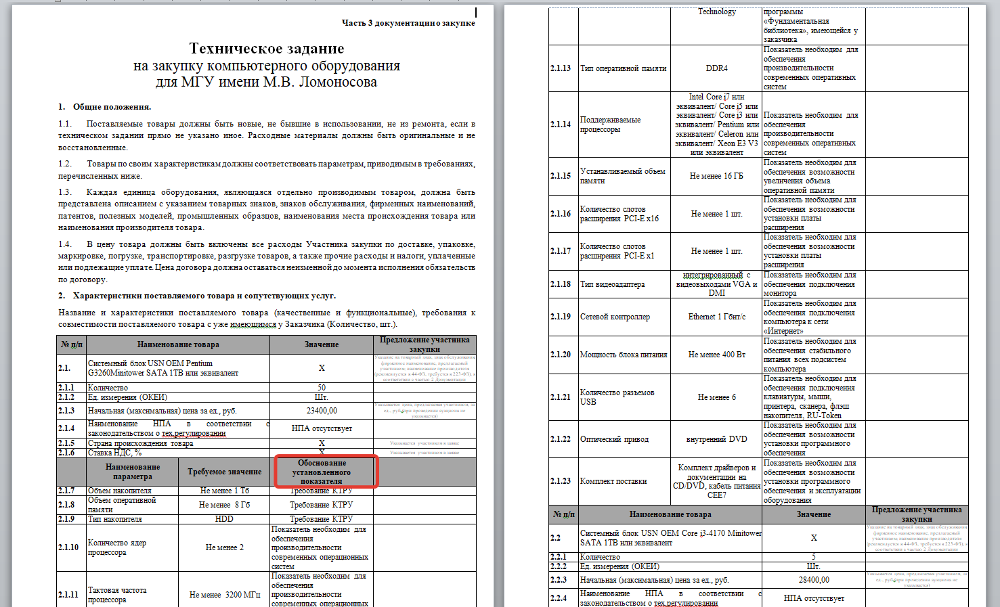 Часть 3 документации о закупке
Техническое задание
на закупку компьютерного оборудования
для МГУ имени М.В. Ломоносова
1. Общие положения.
1.1. Поставляемые товары должны быть новые, не бывшие в использовании, не из ремонта, если в
техническом задании прямо не указано иное. Расходные материалы должны быть оригинальные и не
восстановленные.
1.2. Товары по своим характеристикам должны соответствовать параметрам, приводимым в требованиях,
перечисленных ниже.
1.3. Каждая единица оборудования, являющаяся отдельно производимым товаром, должна быть
представлена описанием с указанием товарных знаков, знаков обслуживания, фирменных наименований,
патентов, полезных моделей, промышленных образцов, наименования места происхождения товара или
наименования производителя товара.
1.4. В цену товара должны быть включены все расходы Участника закупки по доставке, упаковке,
маркировке, погрузке, транспортировке, разгрузке товаров, а также прочие расходы и налоги, уплаченные
или подлежащие уплате. Цена договора должна оставаться неизменной до момента исполнения обязательств
по договору.
2. Характеристики поставляемого товара и сопутствующих услуг.
Название и характеристики поставляемого товара (качественные и функциональные), требования к
совместимости поставляемого товара с уже имеющимся у Заказчика (Количество, шт.).
№ п/п Наименование товара Значение Предложение участника
закупки
2.1. Системный блок USN OEM Pentium
G3260Minitower SATA 1TB или эквивалент
X
Указание на товарный знак, знак обслуживания
фирменное наименование, предлагаемый
участником; наименование производителя
(рекомендуется в 44-ФЗ, требуется в 223-ФЗ), в
соответствии с частью 2 Документации
2.1.1 Количество 50
2.1.2 Ед. измерения (ОКЕИ) Шт.
2.1.3 Начальная (максимальная) цена за ед., руб. 23400,00
Указывается цена, предлагаемая участником, за
ед., руб.(при проведении аукциона не
указывается)
2.1.4 Наименование НПА в соответствии с
законодательством о тех.регулировании
НПА отсутствует
2.1.5 Страна происхождения товара X Указывается участником в заявке
2.1.6 Ставка НДС, % X Указывается участником в заявке
Наименование
параметра
Требуемое значение
Обоснование
установленного
показателя
2.1.7 Объем накопителя Не менее 1 Тб Требование КТРУ
2.1.8 Объем оперативной
памяти
Не менее 8 Гб Требование КТРУ
2.1.9 Тип накопителя HDD Требование КТРУ
2.1.10 Количество ядер
процессора
Не менее 2
Показатель необходим для
обеспечения
производительности
современных операционных
систем
2.1.11 Тактовая частота
процессора
Не менее 3200 МГц
Показатель необходим для
обеспечения
производительности
современных операционных
Technology
программы
«Фундаментальная
библиотека», имеющейся у
заказчика
2.1.13 Тип оперативной памяти DDR4
Показатель необходим для
обеспечения
производительности
современных оперативных
систем
2.1.14 Поддерживаемые
процессоры
Intel Core i7 или
эквивалент/ Core i5 или
эквивалент/ Core i3 или
эквивалент/ Pentium или
эквивалент/ Celeron или
эквивалент/ Xeon E3 V3
или эквивалент
Показатель необходим для
обеспечения
производительности
современных оперативных
систем
2.1.15 Устанавливаемый объем
памяти
Не менее 16 ГБ
Показатель необходим для
обеспечения возможности
увеличения объема
оперативной памяти
2.1.16 Количество слотов
расширения PCI-E x16
Не менее 1 шт.
Показатель необходим для
обеспечения возможности
установки платы
расширения
2.1.17 Количество слотов
расширения PCI-E x1
Не менее 1 шт.
Показатель необходим для
обеспечения возможности
установки платы
расширения
2.1.18 Тип видеоадаптера
интегрированный с
видеовыходами VGA и
DMI
Показатель необходим для
обеспечения подключения
монитора
2.1.19 Сетевой контроллер Ethernet 1 Гбит/с
Показатель необходим для
обеспечения подключения
компьютера к сети
«Интернет»
2.1.20 Мощность блока питания Не менее 400 Вт
Показатель необходим для
обеспечения стабильного
питания всех подсистем
компьютера
2.1.21 Количество разъемов
USB
Не менее 6
Показатель необходим для
обеспечения подключения
клавиатуры, мыши,
принтера, сканера, флэш
накопителя, RU-Token
2.1.22 Оптический привод внутренний DVD
Показатель необходим для
обеспечения возможности
установки программного
обеспечения
2.1.23 Комплект поставки
Комплект драйверов и
документации на
CD/DVD, кабель питания
CEE7
Показатель необходим для
обеспечения возможности
установки программного
обеспечения и эксплуатации
оборудования
№ п/п Наименование товара Значение Предложение участника
закупки
2.2 Системный блок USN OEM Core i3-4170 Minitower
SATA 1TB или эквивалент
X
Указание на товарный знак, знак обслуживания
фирменное наименование, предлагаемый
участником; наименование производителя
(рекомендуется в 44-ФЗ, требуется в 223-ФЗ), в
соответствии с частью 2 Документации
2.2.1 Количество 5
2.2.2 Ед. измерения (ОКЕИ) Шт.
2.2.3 Начальная (максимальная) цена за ед., руб. 28400,00
Указывается цена, предлагаемая участником, за
ед., руб.(при проведении аукциона не
указывается)
2.2.4 Наименование НПА в соответствии с
законодательством о тех.регулировании
НПА отсутствует